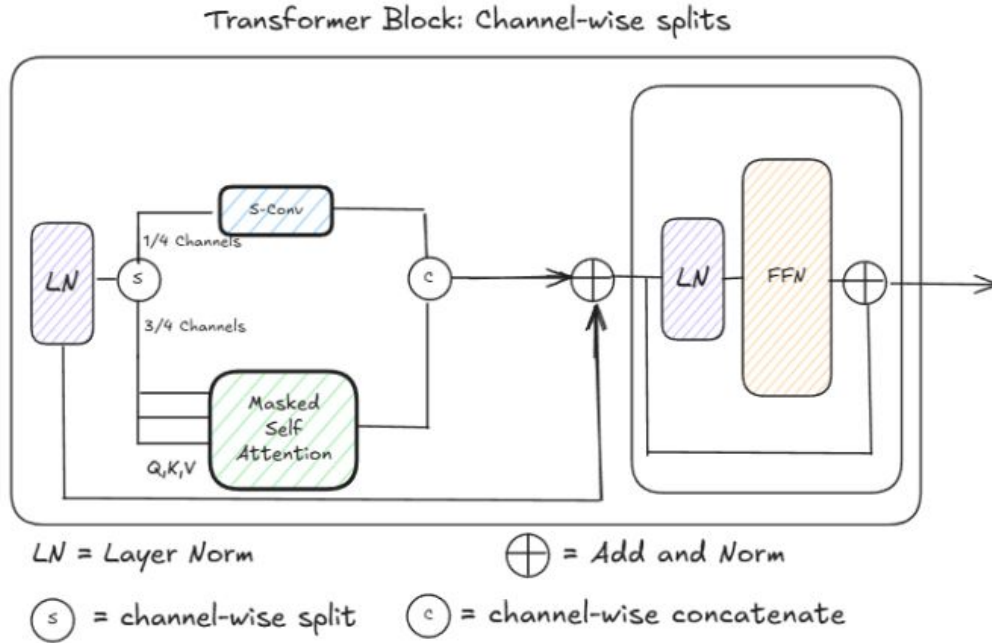 Transformer Block: Channel-wise splits
S-Conv
1/4 Channels
LN
S
C
LN
FFN
3/4 Channels
Masked
Self
Attention
Q,K,V
LN = Layer Norm
= Add and Norm
S = channel-wise split
C = channel-wise concatenate